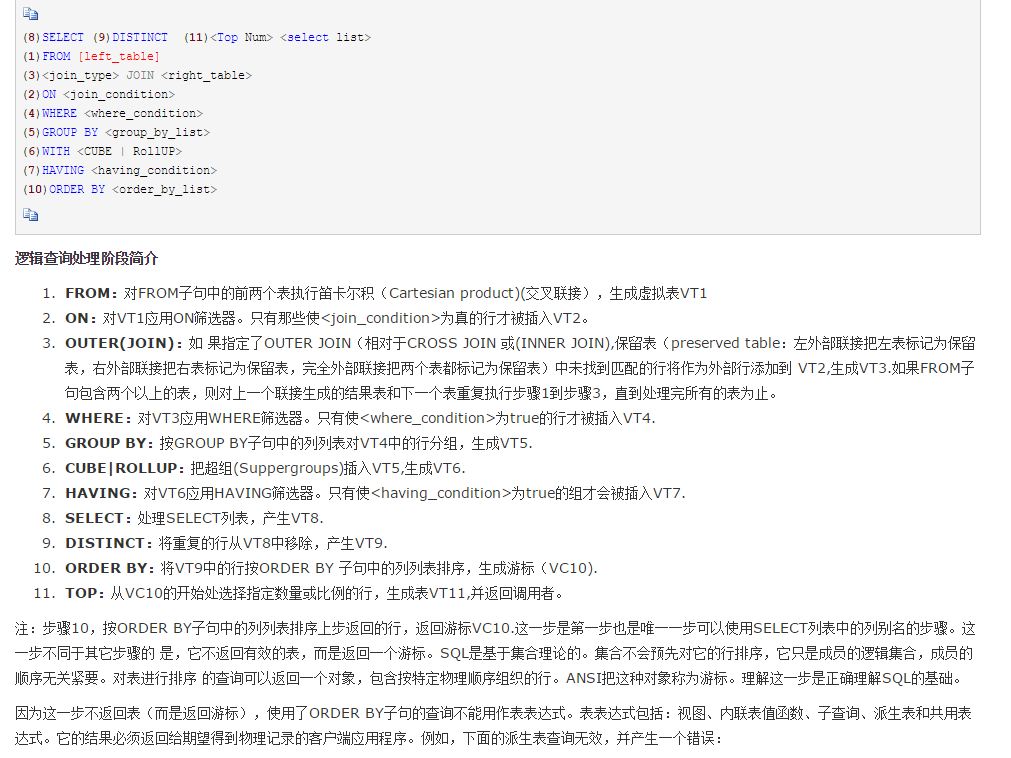 (8)SELECT (9)DISTINCT  (11)<Top Num> <select list>
(1)FROM [left_table]
(3)<join_type> JOIN <right_table>
(2)ON <join_condition>
(4)WHERE <where_condition>
(5)GROUP BY <group_by_list>
(6)WITH <CUBE | RollUP>
(7)HAVING <having_condition>
(10)ORDER BY <order_by_list>
逻辑查询处理阶段简介
1. FROM：对FROM子句中的前两个表执行笛卡尔积（Cartesian product)(交叉联接），生成虚拟表VT1
2. ON：对VT1应用ON筛选器。只有那些使<join_condition>为真的行才被插入VT2。
3. OUTER(JOIN)：如 果指定了OUTER JOIN（相对于CROSS JOIN 或(INNER JOIN),保留表（preserved table：左外部联接把左表标记为保留
表，右外部联接把右表标记为保留表，完全外部联接把两个表都标记为保留表）中未找到匹配的行将作为外部行添加到 VT2,生成VT3.如果FROM子
句包含两个以上的表，则对上一个联接生成的结果表和下一个表重复执行步骤1到步骤3，直到处理完所有的表为止。
4. WHERE：对VT3应用WHERE筛选器。只有使<where_condition>为true的行才被插入VT4.
5. GROUP BY：按GROUP BY子句中的列列表对VT4中的行分组，生成VT5.
6. CUBE|ROLLUP：把超组(Suppergroups)插入VT5,生成VT6.
7. HAVING：对VT6应用HAVING筛选器。只有使<having_condition>为true的组才会被插入VT7.
8. SELECT：处理SELECT列表，产生VT8.
9. DISTINCT：将重复的行从VT8中移除，产生VT9.
10. ORDER BY：将VT9中的行按ORDER BY 子句中的列列表排序，生成游标（VC10).
11. TOP：从VC10的开始处选择指定数量或比例的行，生成表VT11,并返回调用者。
注：步骤10，按ORDER BY子句中的列列表排序上步返回的行，返回游标VC10.这一步是第一步也是唯一一步可以使用SELECT列表中的列别名的步骤。这
一步不同于其它步骤的 是，它不返回有效的表，而是返回一个游标。SQL是基于集合理论的。集合不会预先对它的行排序，它只是成员的逻辑集合，成员的
顺序无关紧要。对表进行排序 的查询可以返回一个对象，包含按特定物理顺序组织的行。ANSI把这种对象称为游标。理解这一步是正确理解SQL的基础。
因为这一步不返回表（而是返回游标），使用了ORDER BY子句的查询不能用作表表达式。表表达式包括：视图、内联表值函数、子查询、派生表和共用表
达式。它的结果必须返回给期望得到物理记录的客户端应用程序。例如，下面的派生表查询无效，并产生一个错误：